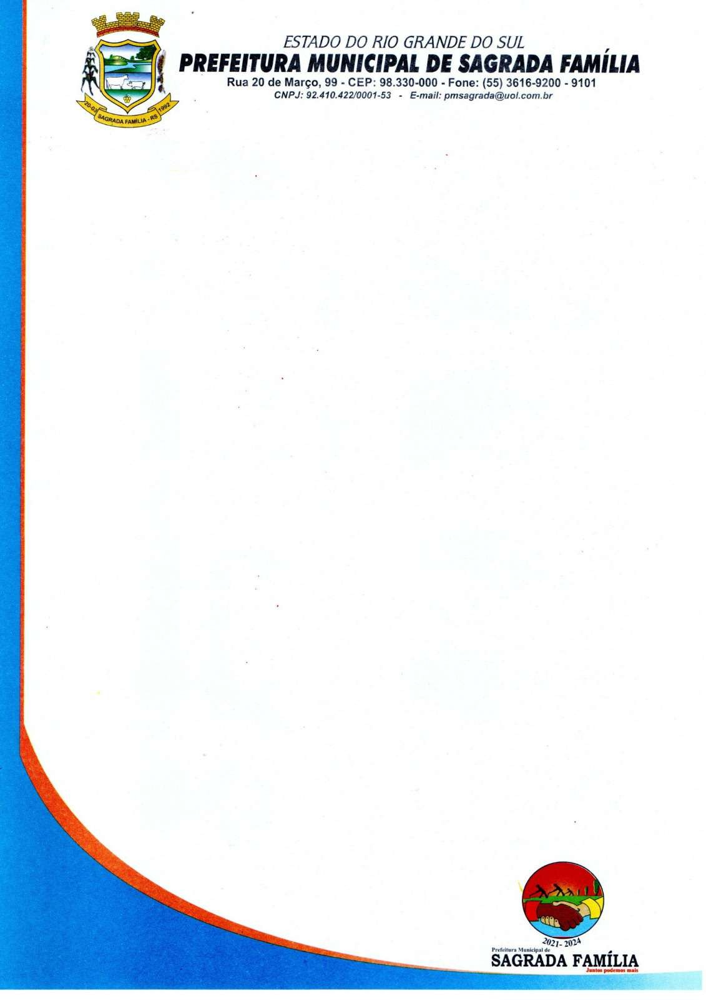 ESTADO DO RIO GRANDE DO SUL
PREFEITURA MUNICIPAL DE SAGRADA FAMÍLIA
Rua 20 de Março, 99 - CEP: 98.330-000 - Fone: (55) 3616-9200 - 9101
CNPJ: 92.410.422/0001-53 - E-mail: pmsagrada@uol.com.br
20-03 SAGRADA FAMÍLIA - RS 1992
2021- 2024
Prefeitura Municipal de
SAGRADA FAMÍLIA
Juntos podemos mais